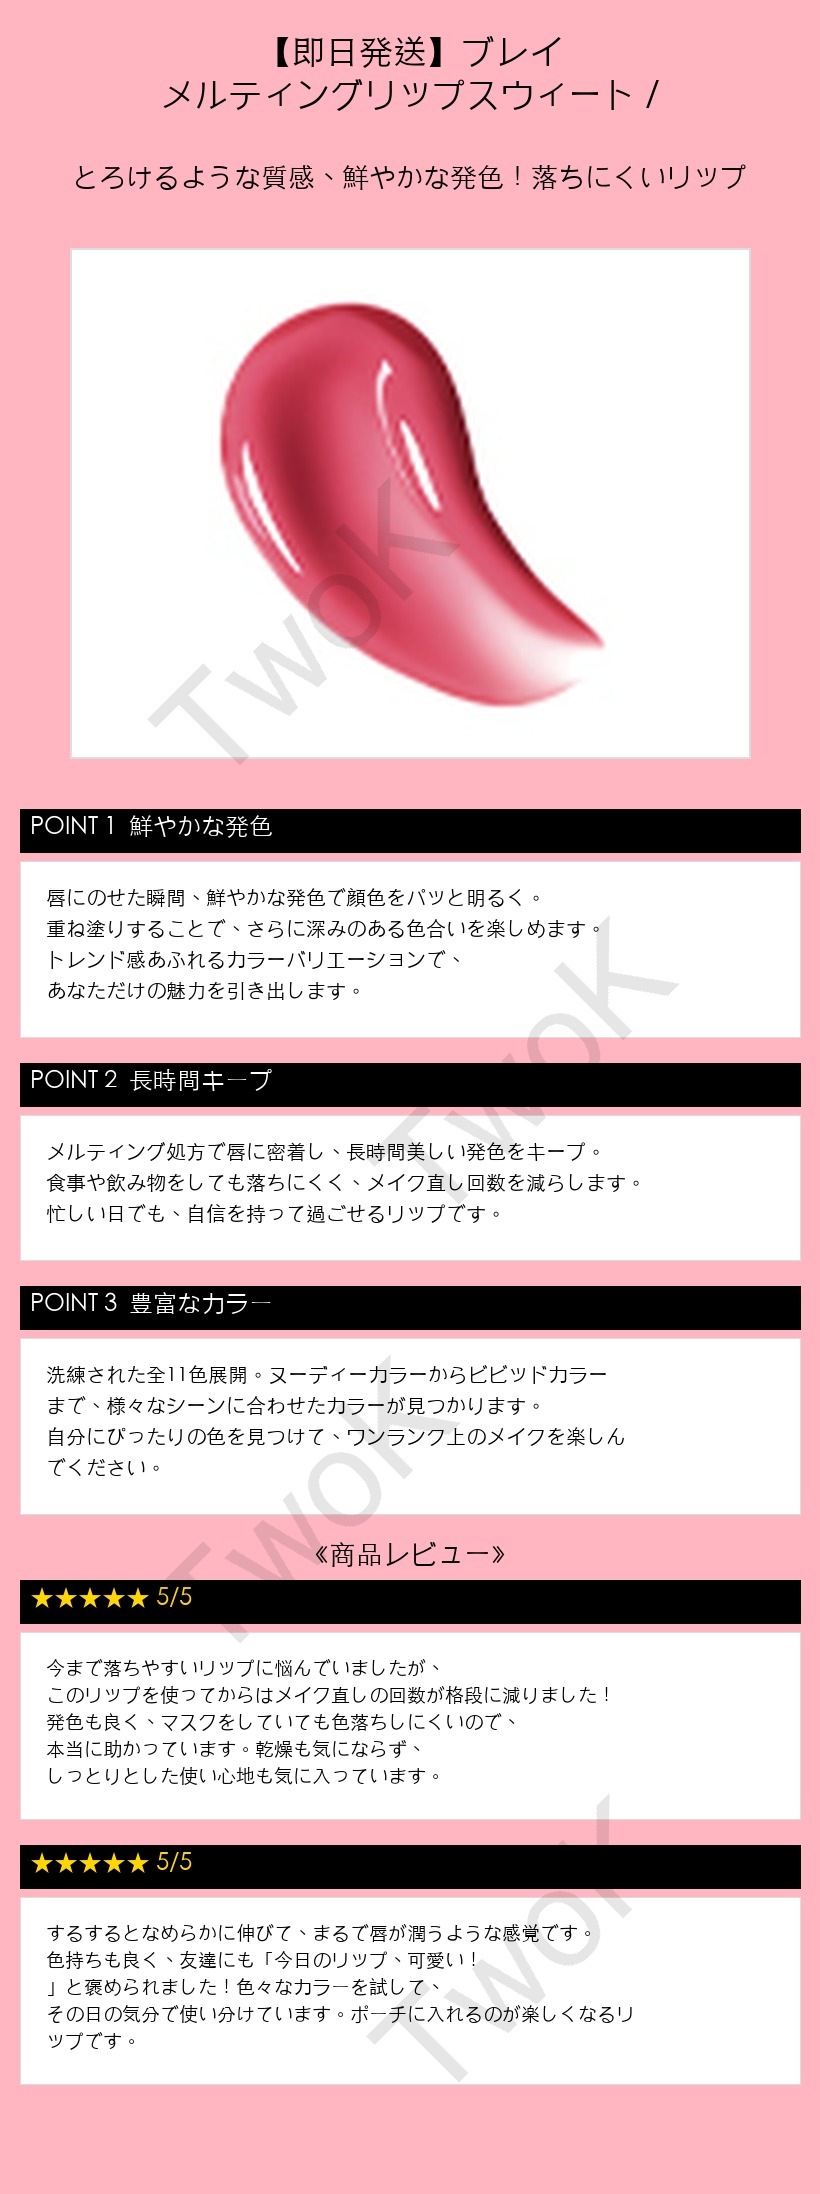 【即日発送】ブレイ
メルティングリップスウィート /
とろけるような質感、鮮やかな発色！落ちにくいリップ
TwoK
POINT 1 鮮やかな発色
唇にのせた瞬間、鮮やかな発色で顔色をパッと明るく。
重ね塗りすることで、さらに深みのある色合いを楽しめます。
トレンド感あふれるカラーバリエーションで、
あなただけの魅力を引き出します。
TwoK
POINT 2 長時間キープ
メルティング処方で唇に密着し、長時間美しい発色をキープ。
食事や飲み物をしても落ちにくく、メイク直し回数を減らします。
忙しい日でも、自信を持って過ごせるリップです。
POINT 3 豊富なカラー
洗練された全11色展開。ヌーディーカラーからビビッドカラー
まで、様々なシーンに合わせたカラーが見つかります。
自分にぴったりの色を見つけて、ワンランク上のメイクを楽しん
でください。
TwoK
《商品レビュー》
★★★★★ 5/5
今まで落ちやすいリップに悩んでいましたが、
このリップを使ってからはメイク直しの回数が格段に減りました！
発色も良く、マスクをしていても色落ちしにくいので、
本当に助かっています。乾燥も気にならず、
しっとりとした使い心地も気に入っています。
★★★★★ 5/5
するするとなめらかに伸びて、まるで唇が潤うような感覚です。
色持ちも良く、友達にも「今日のリップ、可愛い！
」と褒められました！色々なカラーを試して、
その日の気分で使い分けています。ポーチに入れるのが楽しくなるリ
ップです。
TwoK